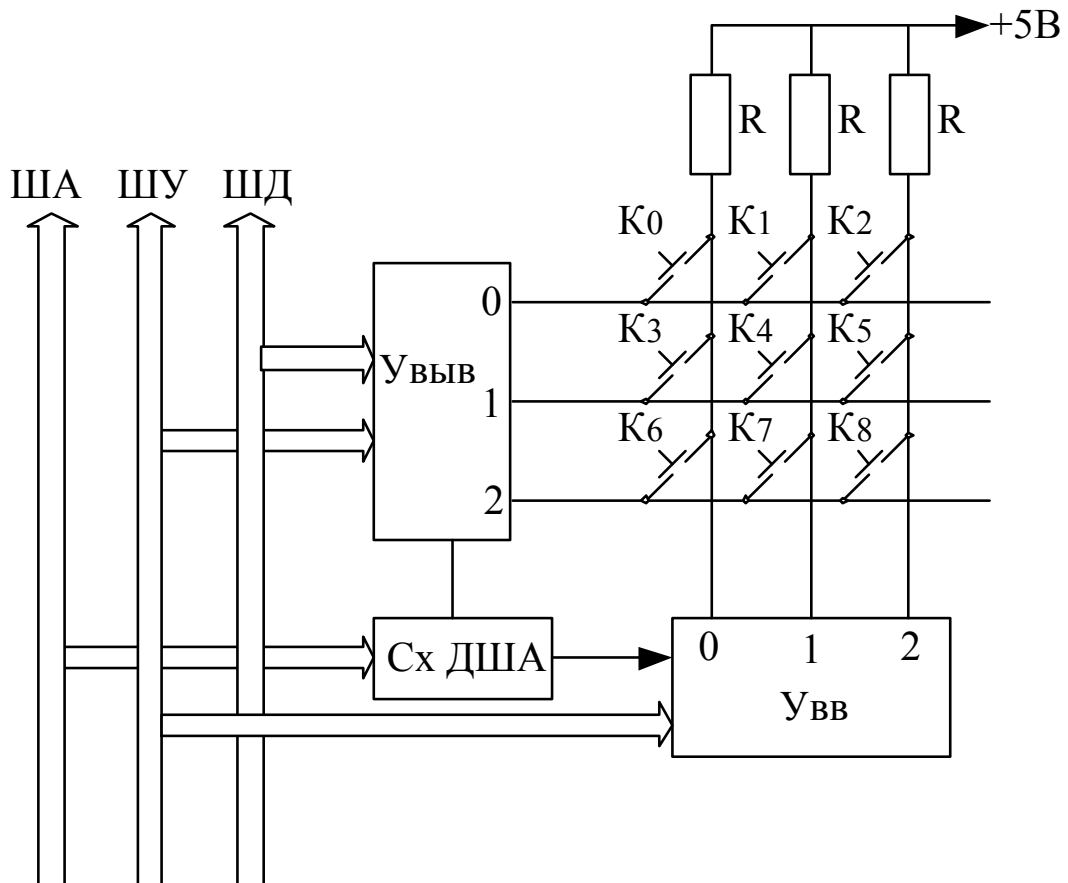 +5В
R R R
ША ШУ ШД
К0 К1 К2
0
К3 К4 К5
Увыв
1
К6 К7 К8
2
Сх ДША
0 1 2
Увв